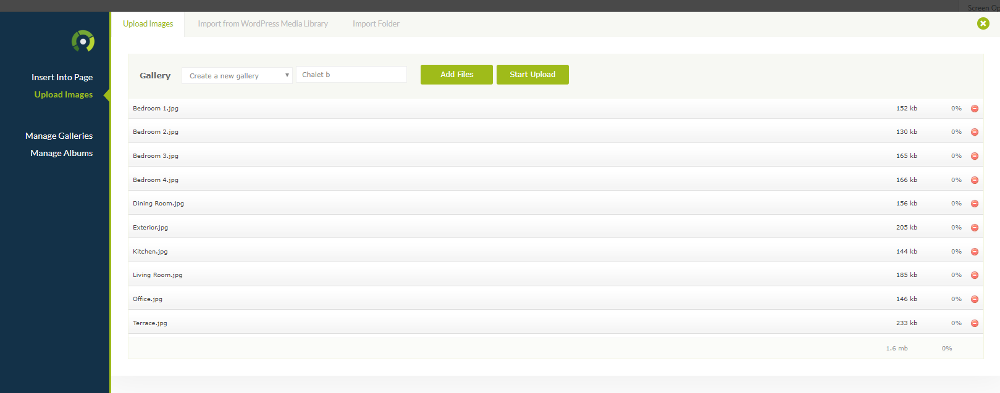 Screen Op
Upload Images Import from WordPress Media Library Import Folder
Insert Into Page
Upload Images
Manage Galleries
Manage Albums
Gallery Create a new gallery Chalet b Add Files Start Upload
Bedroom 1.jpg 152 kb 0%
Bedroom 2.jpg 130 kb 0%
Bedroom 3.jpg 165 kb 0%
Bedroom 4.jpg 166 kb 0%
Dining Room.jpg 156 kb 0%
Exterior.jpg 205 kb 0%
Kitchen.jpg 144 kb 0%
Living Room.jpg 185 kb 0%
Office.jpg 146 kb 0%
Terrace.jpg 233 kb 0%
1.6 mb 0%